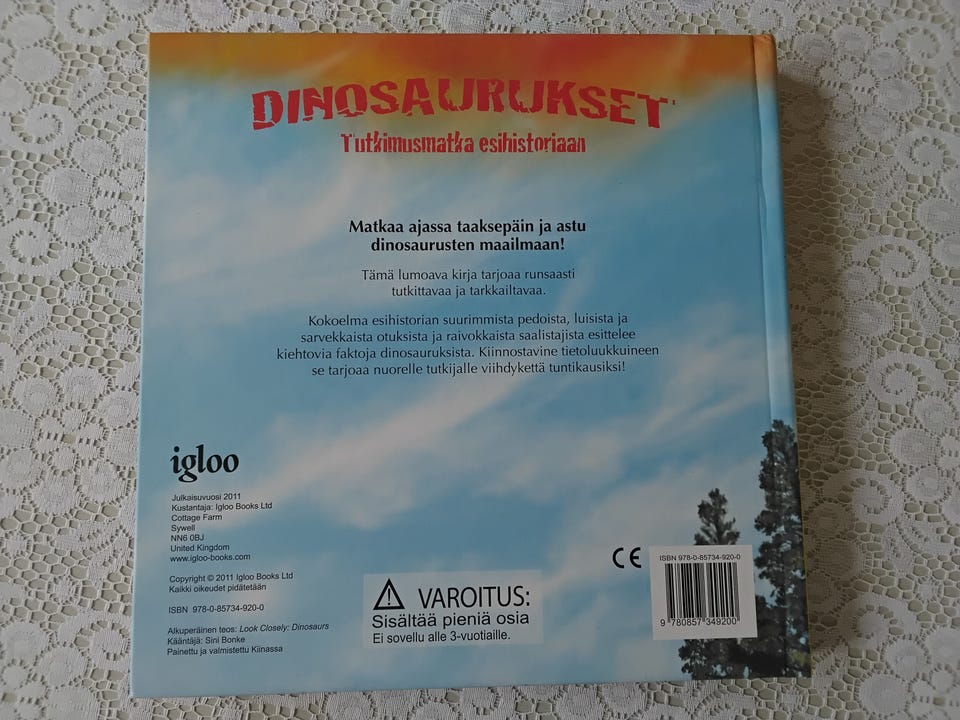 DINOSAURUKSET
Tutkimusmatka esihistoriaan
Matkaa ajassa taaksepäin ja astu
dinosaurusten maailmaan!
Tämä lumoava kirja tarjoaa runsaasti
tutkittavaa ja tarkkailtavaa.
Kokoelma esihistorian suurimmista pedoista, luisista ja
sarvekkaista otuksista ja raivokkaista saalistajista esittelee
kiehtovia faktoja dinosauruksista. Kiinnostavine tietoluukkuineen
se tarjoaa nuorelle tutkijalle viihdykettä tuntikausiksi!
igloo
Julkaisuvuosi 2011
Kustantaja: Igloo Books Ltd
Cottage Farm
Sywell
NN6 0BJ
United Kingdom
www.igloo-books.com
Copyright © 2011 Igloo Books Ltd
Kaikki oikeudet pidätetään
ISBN 978-0-85734-920-0
Alkuperäinen teos: Look Closely: Dinosaurs
Kääntäjä: Sini Bonke
Painettu ja valmistettu Kiinassa
VAROITUS:
Sisältää pieniä osia
Ei sovellu alle 3-vuotiaille.
CE
ISBN 978-0-85734-920-0
9 780857 349200